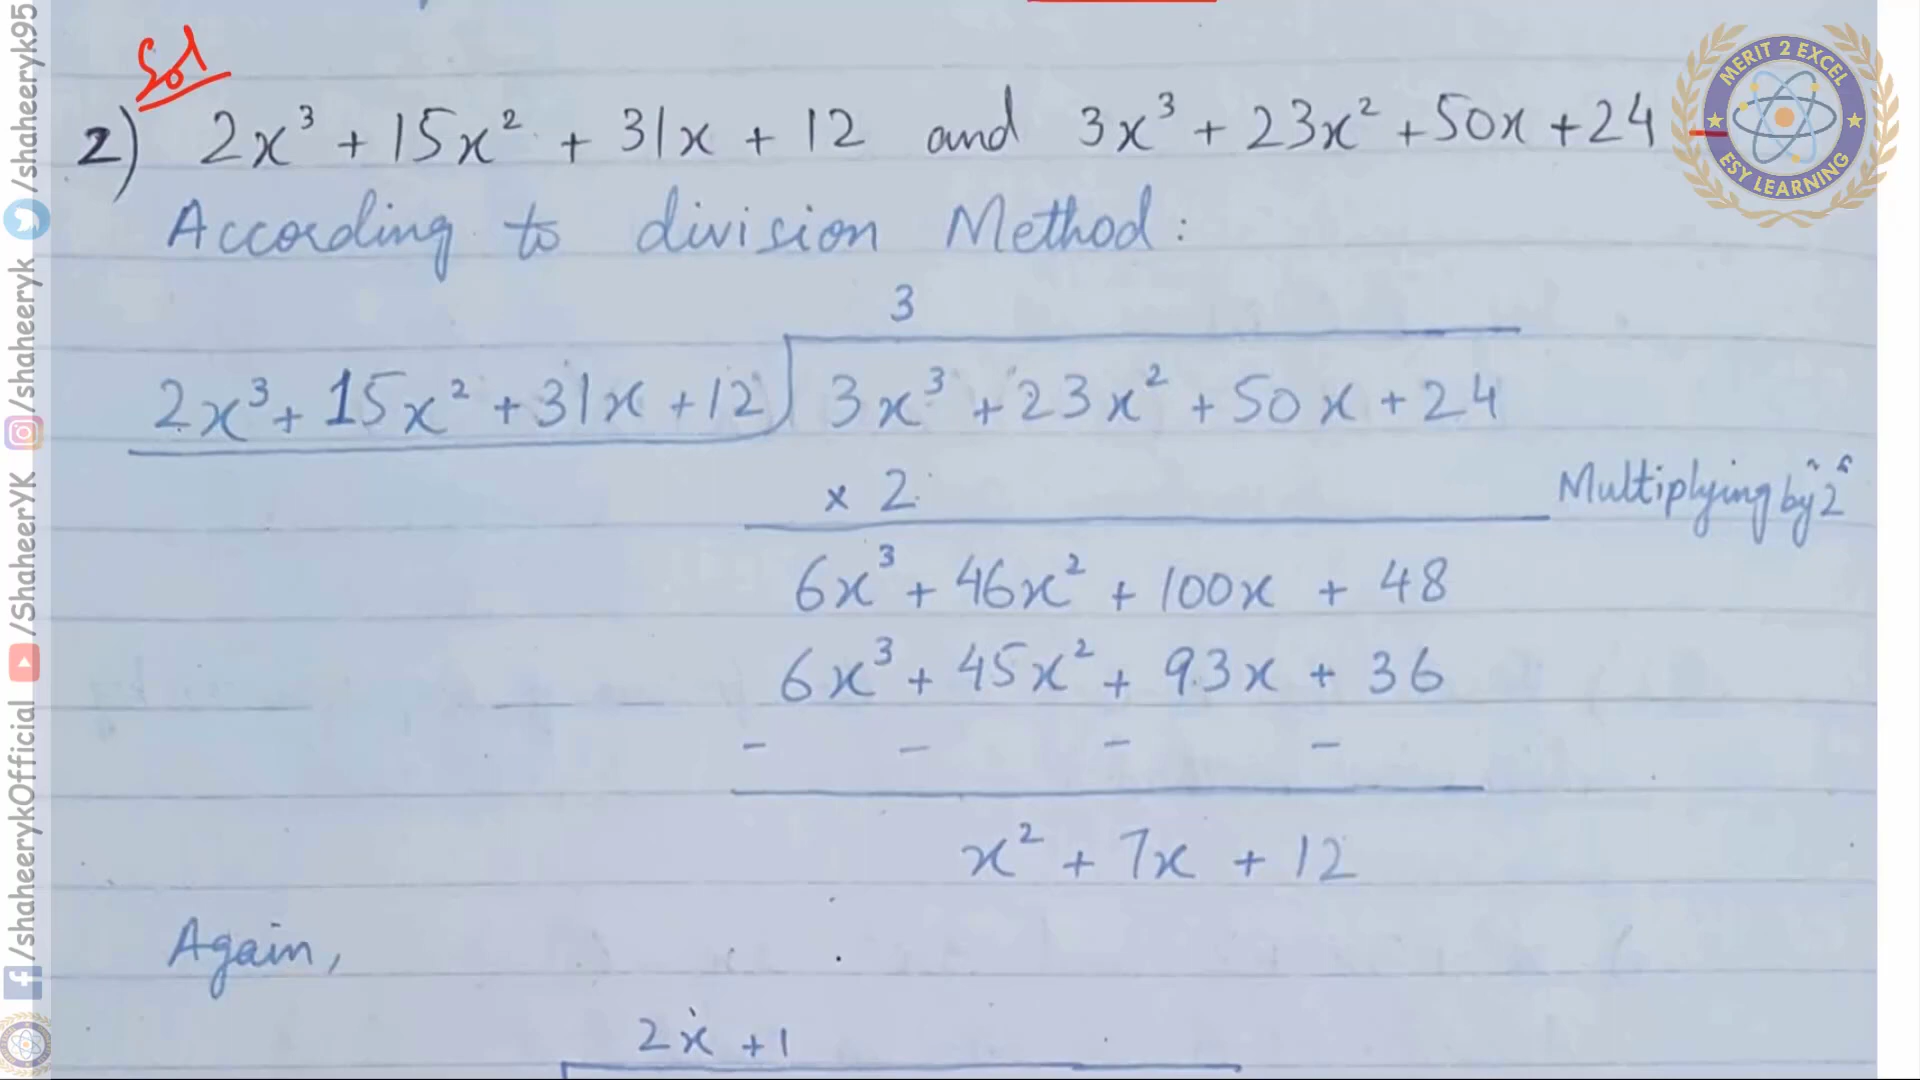 Sol
2) 2x³ + 15x² + 31x + 12 and 3x³ + 23x² + 50x + 24
According to division Method:
3
2x³ + 15x² + 31x + 12 ) 3x³ + 23x² + 50x + 24
× 2 Multiplying by "2"
6x³ + 46x² + 100x + 48
6x³ + 45x² + 93x + 36
- - - -
x² + 7x + 12
Again,
2x + 1
MERIT 2 EXCEL
ESY LEARNING
/shaheerykOfficial /ShaheerYK /shaheeryk /shaheeryk95